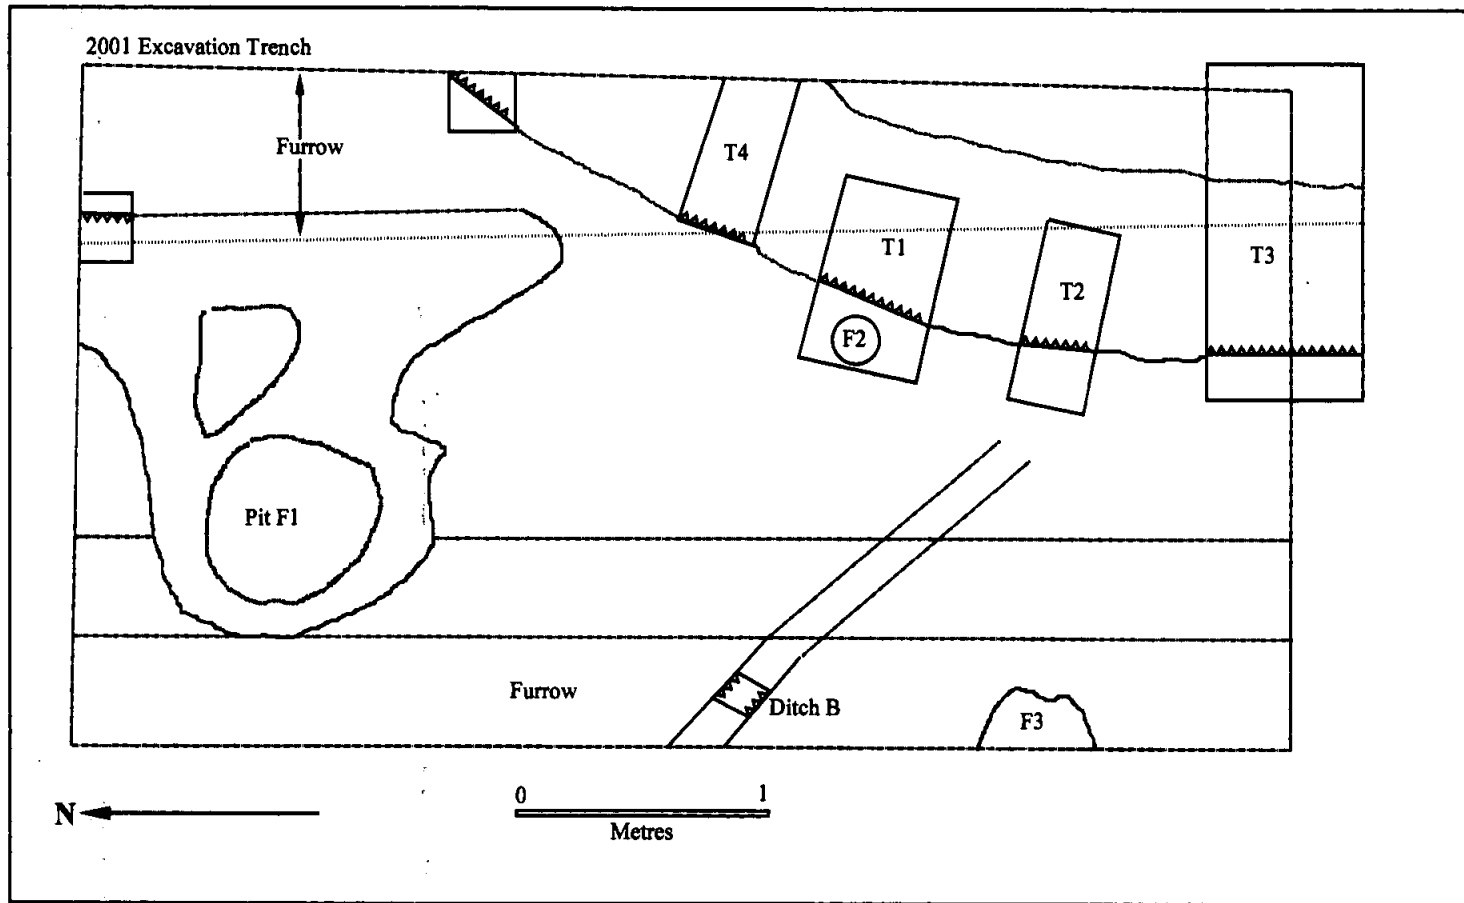 2001 Excavation Trench
Furrow
T4
T1
T2
T3
F2
Pit F1
Furrow
Ditch B
F3
N
0 1
Metres